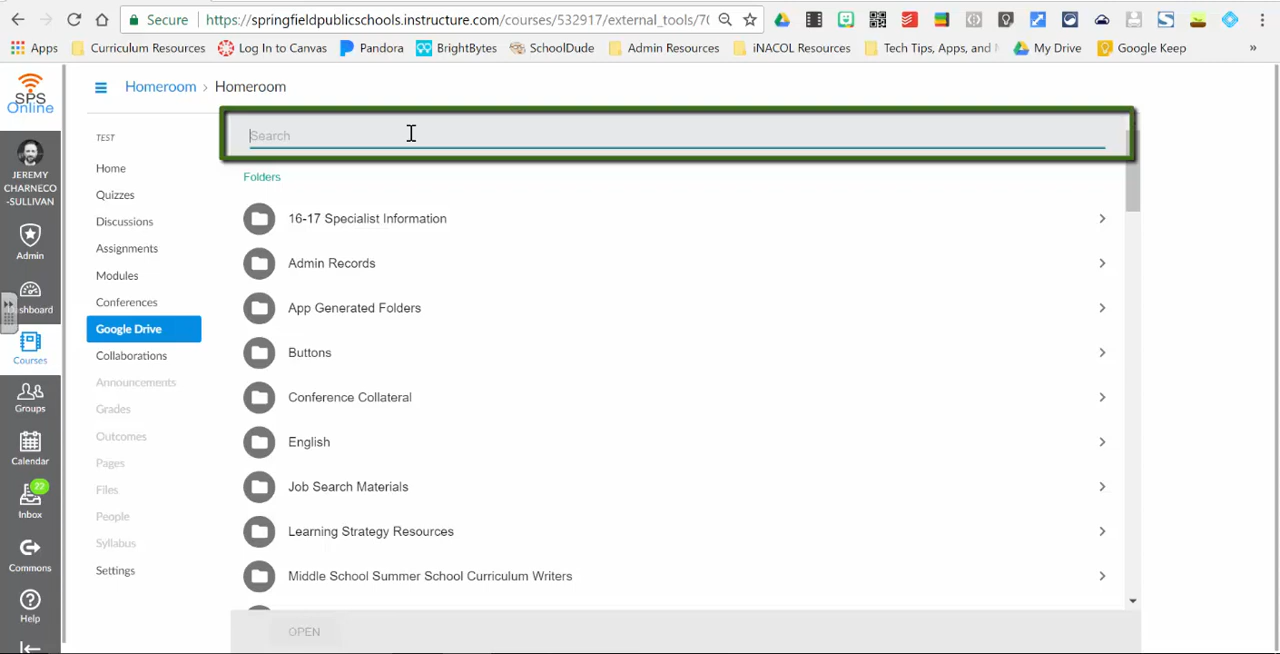 Secure https://springfieldpublicschools.instructure.com/courses/532917/external_tools/70
Apps Curriculum Resources Log In to Canvas Pandora BrightBytes SchoolDude Admin Resources iNACOL Resources Tech Tips, Apps, and My Drive Google Keep »
SPS
Online
Homeroom › Homeroom
TEST
Search
Folders
JEREMY
CHARNECO
-SULLIVAN
Admin
shboard
Courses
Groups
Calendar
22
Inbox
Commons
Help
Home
Quizzes
Discussions
Assignments
Modules
Conferences
Google Drive
Collaborations
Announcements
Grades
Outcomes
Pages
Files
People
Syllabus
Settings
16-17 Specialist Information
Admin Records
App Generated Folders
Buttons
Conference Collateral
English
Job Search Materials
Learning Strategy Resources
Middle School Summer School Curriculum Writers
OPEN